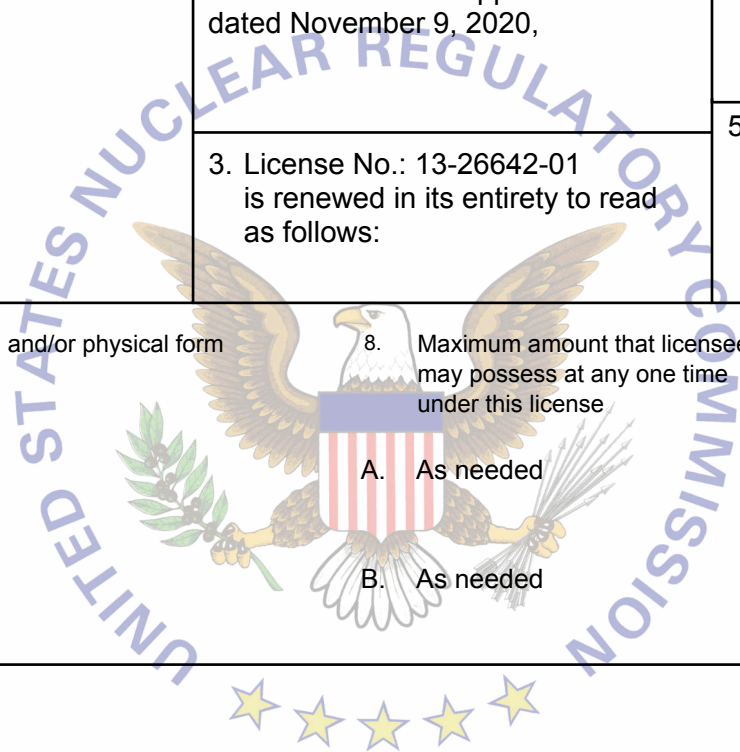 dated November 9, 2020,
3. License No.: 13-26642-01
is renewed in its entirety to read
as follows:
5
and/or physical form
8. Maximum amount that licensee
may possess at any one time
under this license
A. As needed
B. As needed
UNITED STATES NUCLEAR REGULATORY COMMISSION